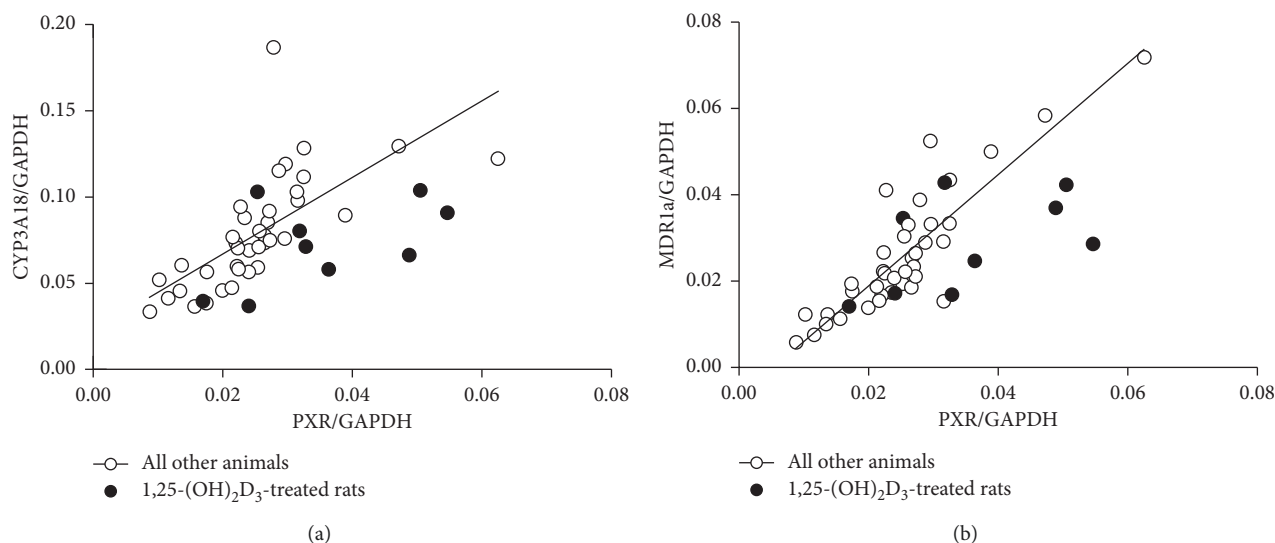 0.20
0.15
0.10
0.05
0.00
CYP3A18/GAPDH
0.00 0.02 0.04 0.06 0.08
PXR/GAPDH
All other animals
1,25-(OH)₂D₃-treated rats
(a)
0.08
0.06
0.04
0.02
0.00
MDR1a/GAPDH
0.00 0.02 0.04 0.06 0.08
PXR/GAPDH
All other animals
1,25-(OH)₂D₃-treated rats
(b)